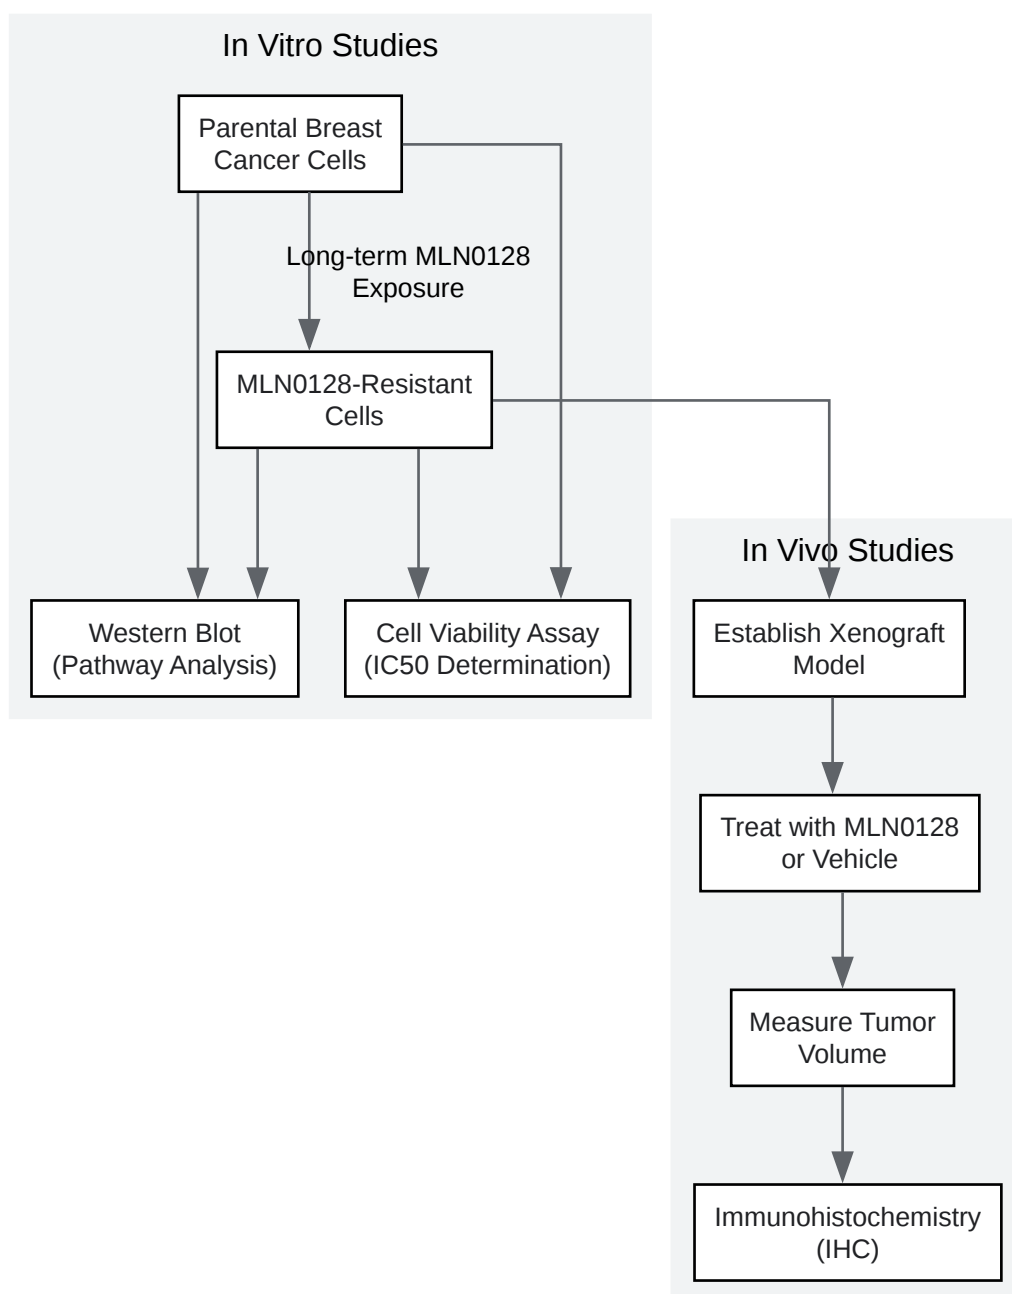 In Vitro Studies
Parental Breast
Cancer Cells
Long-term MLN0128
Exposure
MLN0128-Resistant
Cells
Western Blot
(Pathway Analysis)
Cell Viability Assay
(IC50 Determination)
In Vivo Studies
Establish Xenograft
Model
Treat with MLN0128
or Vehicle
Measure Tumor
Volume
Immunohistochemistry
(IHC)